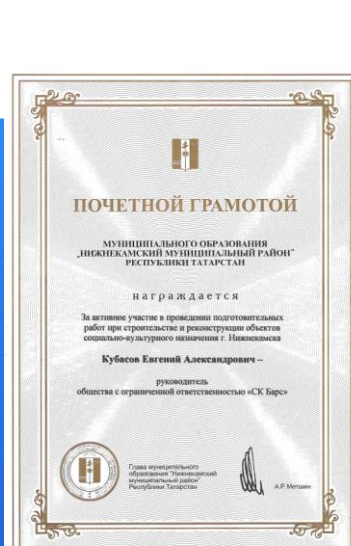 ПОЧЕТНОЙ ГРАМОТОЙ
МУНИЦИПАЛЬНОГО ОБРАЗОВАНИЯ
„НИЖНЕКАМСКИЙ МУНИЦИПАЛЬНЫЙ РАЙОН"
РЕСПУБЛИКИ ТАТАРСТАН
награждается
За активное участие в проведении подготовительных
работ при строительстве и реконструкции объектов
социально-культурного назначения г. Нижнекамска
Кубасов Евгений Александрович –
руководитель
общества с ограниченной ответственностью «СК Барс»
Глава муниципального
образования "Нижнекамский
муниципальный район"
Республики Татарстан
А.Р. Метшин